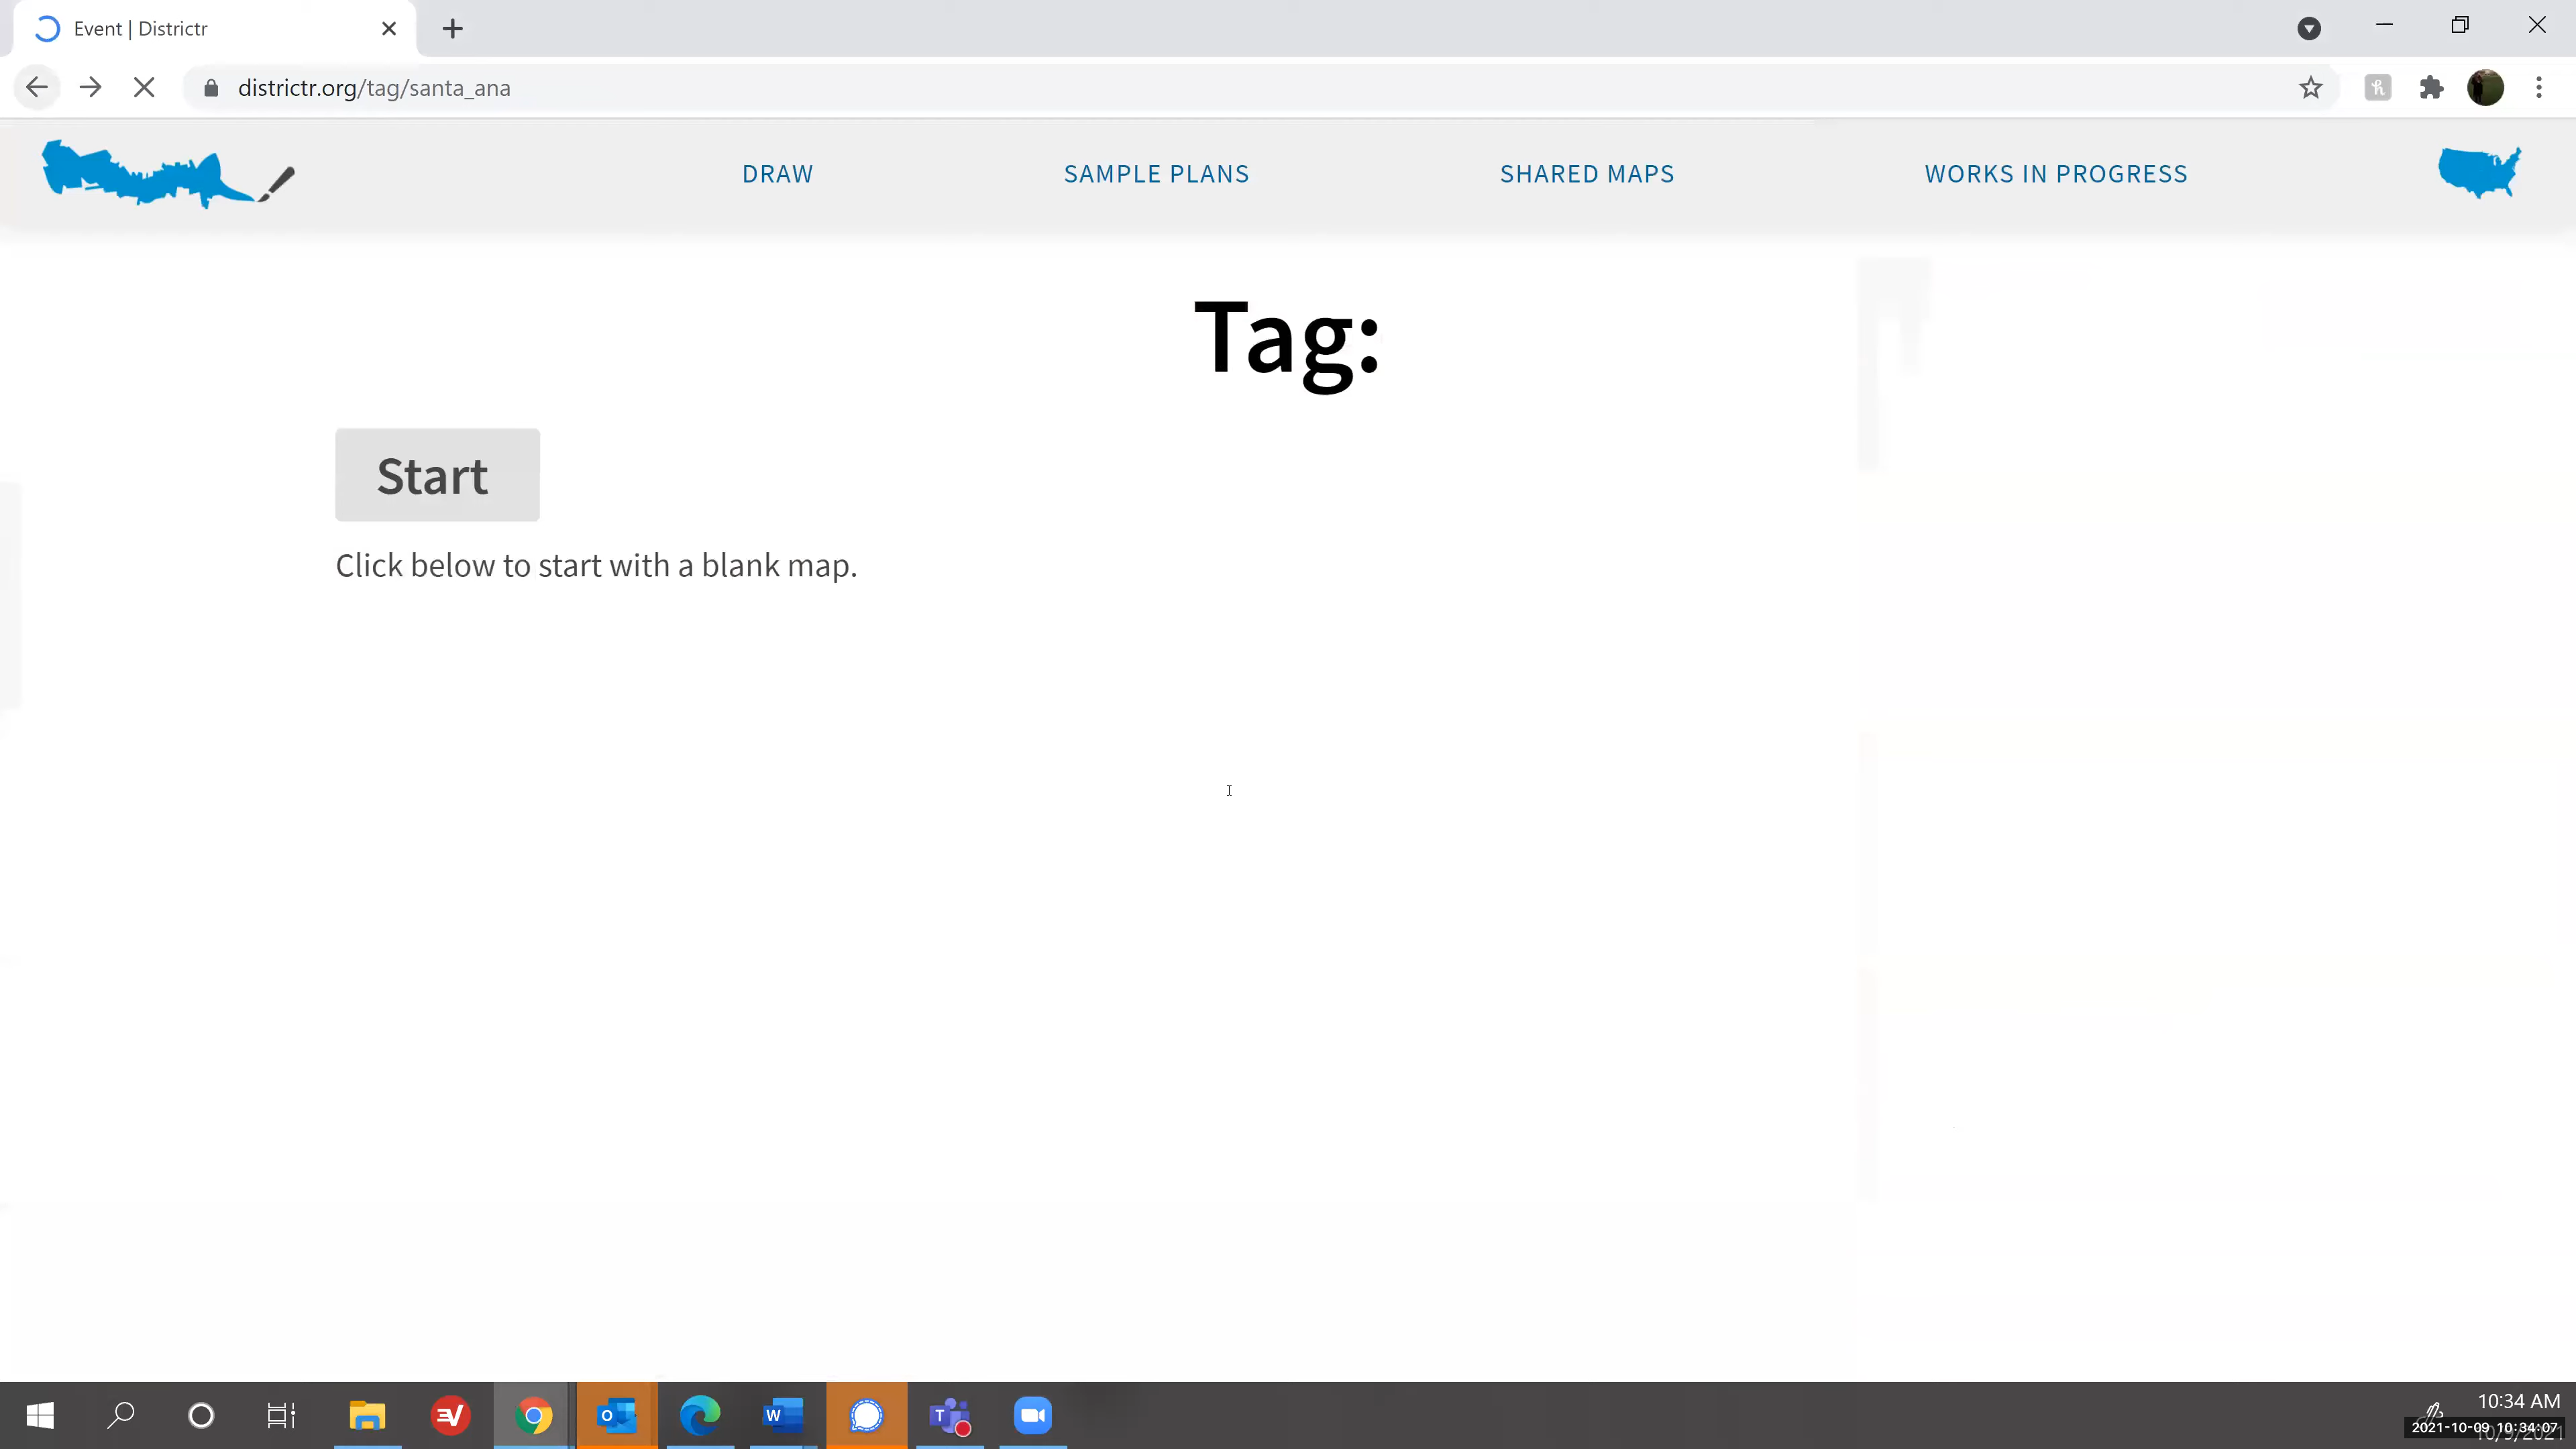 Event | Districtr
districtr.org/tag/santa_ana
DRAW SAMPLE PLANS SHARED MAPS WORKS IN PROGRESS
Tag:
Start
Click below to start with a blank map.
10:34 AM
2021-10-09 10:34:07